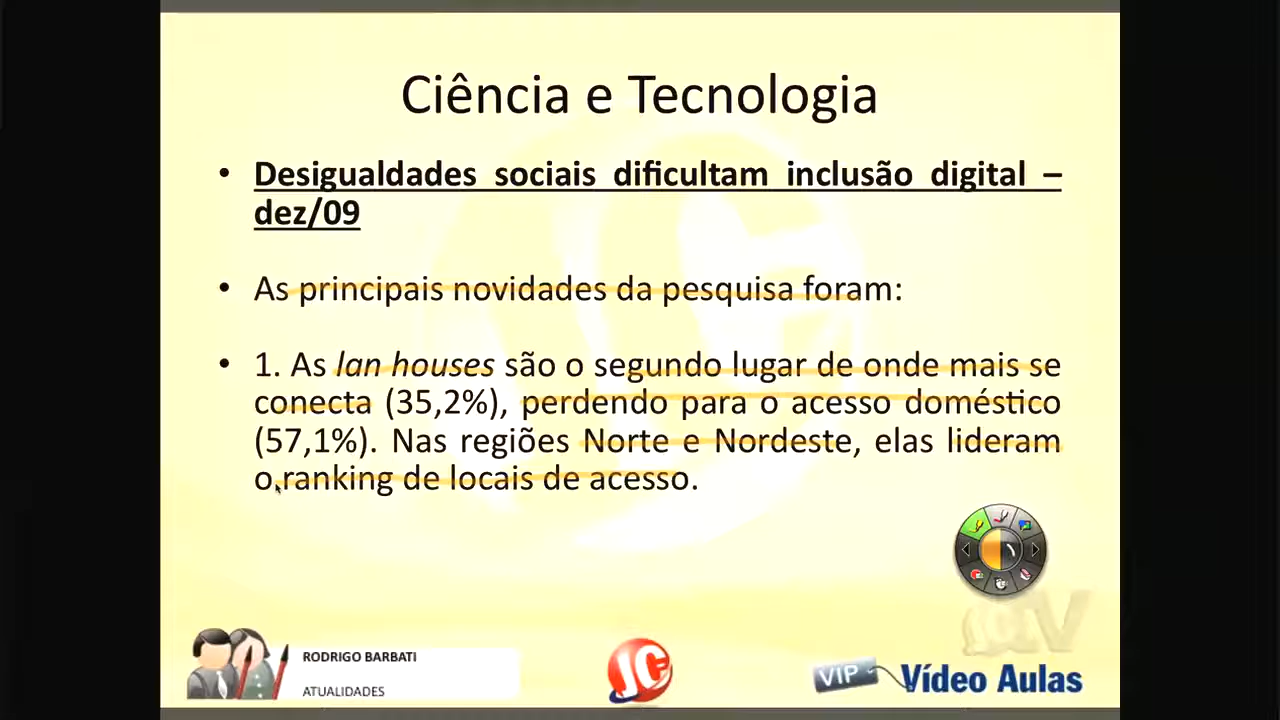 Ciência e Tecnologia
• Desigualdades sociais dificultam inclusão digital –
dez/09
• As principais novidades da pesquisa foram:
• 1. As lan houses são o segundo lugar de onde mais se
conecta (35,2%), perdendo para o acesso doméstico
(57,1%). Nas regiões Norte e Nordeste, elas lideram
o ranking de locais de acesso.
RODRIGO BARBATI
ATUALIDADES
JC
VIP Vídeo Aulas